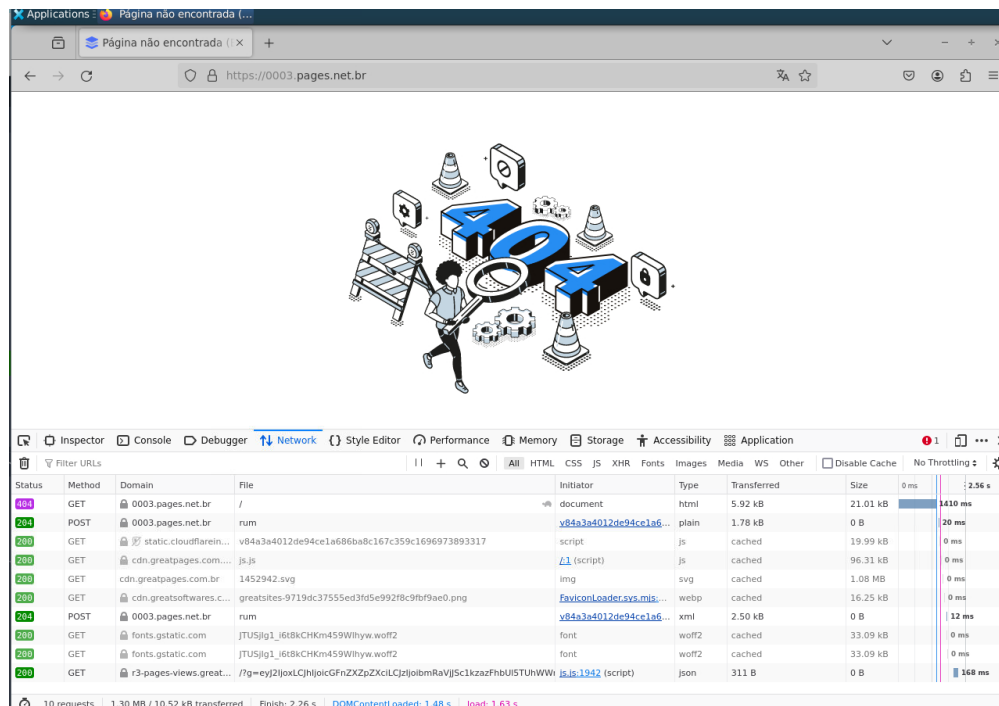 Applications : Página não encontrada (...
Página não encontrada (
https://0003.pages.net.br
404
Inspector Console Debugger Network Style Editor Performance Memory Storage Accessibility Application 1
Filter URLs All HTML CSS JS XHR Fonts Images Media WS Other Disable Cache No Throttling
Status Method Domain File Initiator Type Transferred Size 0 ms 2.56 s
404 GET 0003.pages.net.br / document html 5.92 kB 21.01 kB 1410 ms
204 POST 0003.pages.net.br rum v84a3a4012de94ce1a6... plain 1.78 kB 0 B 20 ms
200 GET static.cloudflarein... v84a3a4012de94ce1a686ba8c167c359c1696973893317 script js cached 19.99 kB 0 ms
200 GET cdn.greatpages.com.... js.js /:1 (script) js cached 96.31 kB 0 ms
200 GET cdn.greatpages.com.br 1452942.svg img svg cached 1.08 MB 0 ms
200 GET cdn.greatsoftwares.c... greatsites-9719dc37555ed3fd5e992f8c9fbf9ae0.png FaviconLoader.sys.mjs:... webp cached 16.25 kB 0 ms
204 POST 0003.pages.net.br rum v84a3a4012de94ce1a6... xml 2.50 kB 0 B 12 ms
200 GET fonts.gstatic.com JTUSjIg1_i6t8kCHKm459Wlhyw.woff2 font woff2 cached 33.09 kB 0 ms
200 GET fonts.gstatic.com JTUSjIg1_i6t8kCHKm459Wlhyw.woff2 font woff2 cached 33.09 kB 0 ms
200 GET r3-pages-views.great... js.js:1942 (script) json 311 B 0 B 168 ms
10 requests 1.30 MB / 10.52 kB transferred Finish: 2.26 s DOMContentLoaded: 1.48 s load: 1.63 s